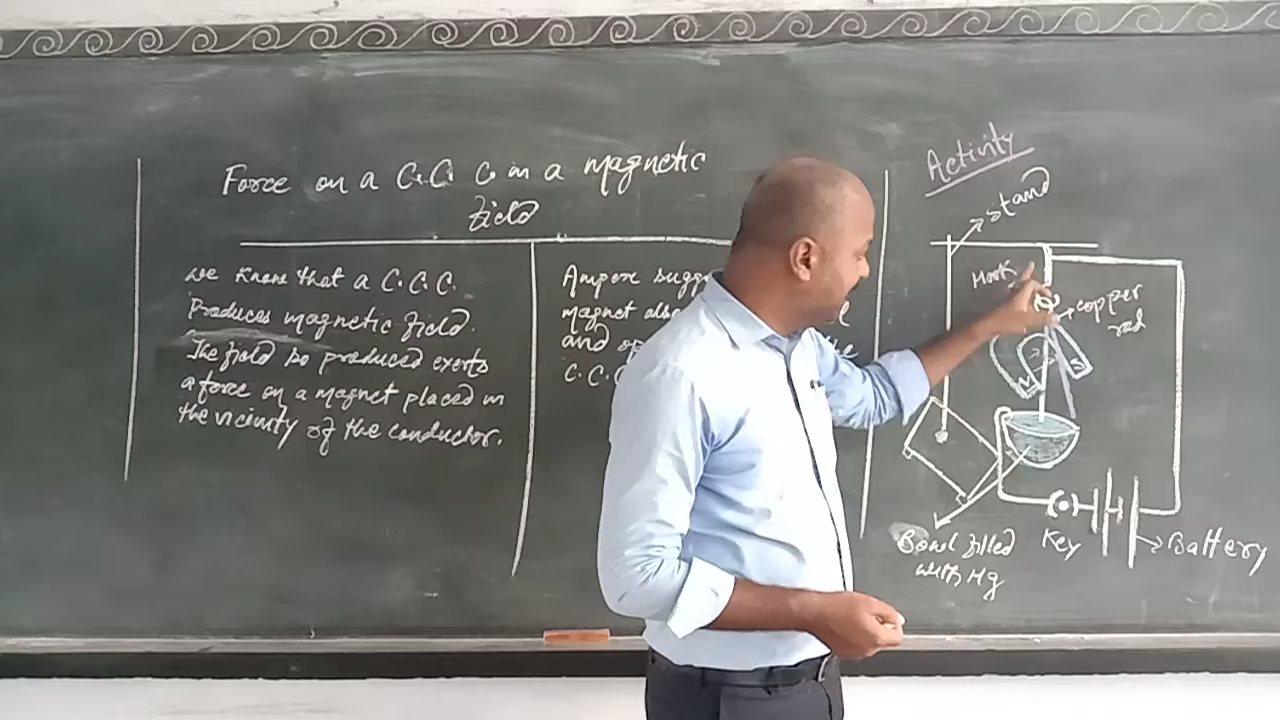 Force on a C.C. C. in a magnetic
field
we know that a C.C.C.
Produces magnetic field.
The field so produced exerts
a force on a magnet placed in
the vicinity of the conductor.
Ampere
magnet
and
C.C.
Activity
stand
Hook
copper
rod
N
S
Bowl filled
with Hg
Key
Battery